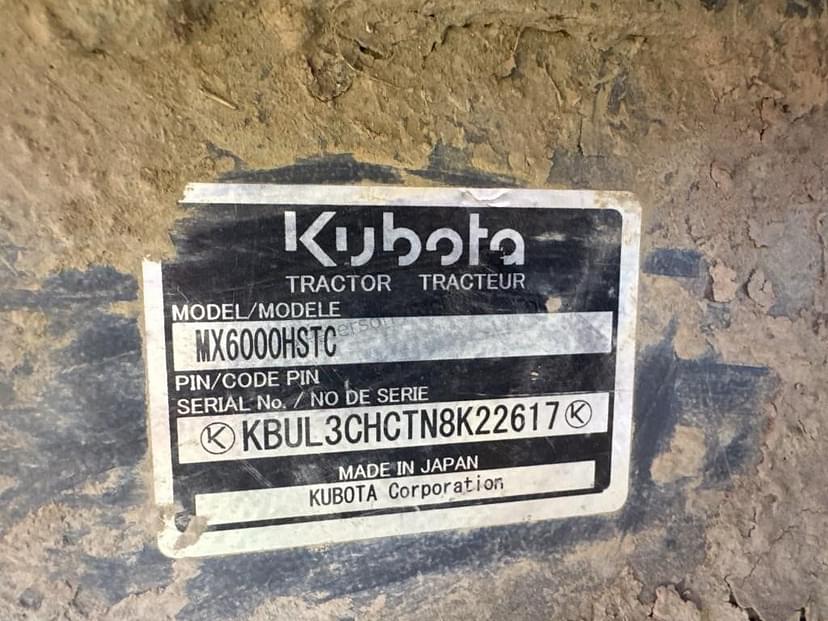 Kubota
TRACTOR TRACTEUR
MODEL/MODELE
MX6000HSTC
PIN/CODE PIN
SERIAL No. / NO DE SERIE
KBUL3CHCTN8K22617
MADE IN JAPAN
KUBOTA Corporation